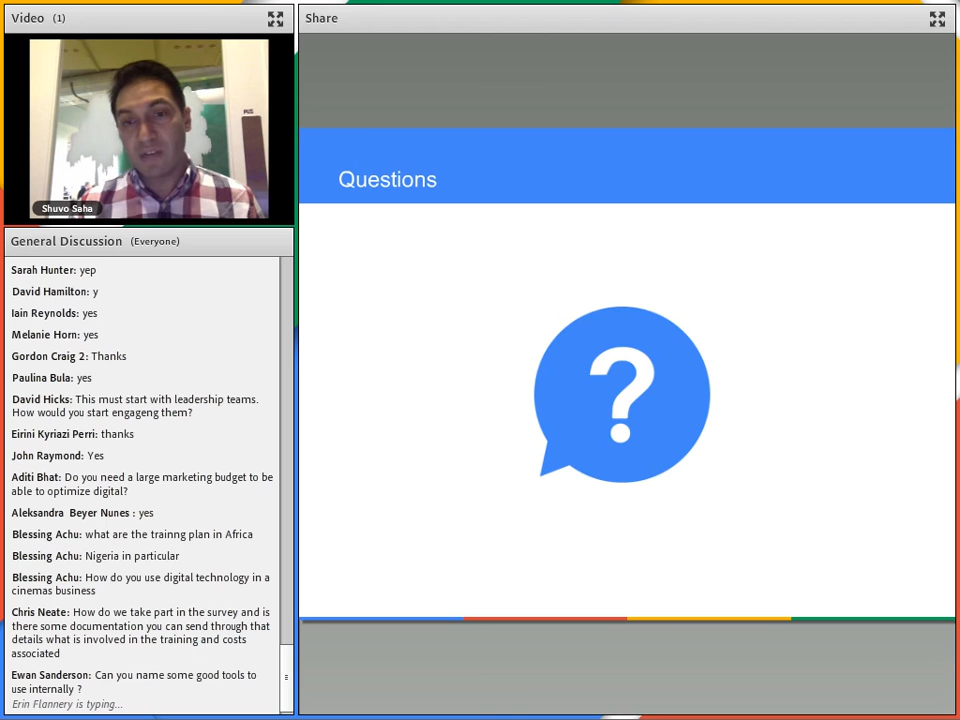 Video (1)
Shuvo Saha
General Discussion (Everyone)
Sarah Hunter: yep
David Hamilton: y
Iain Reynolds: yes
Melanie Horn: yes
Gordon Craig 2: Thanks
Paulina Bula: yes
David Hicks: This must start with leadership teams.
How would you start engageng them?
Eirini Kyriazi Perri: thanks
John Raymond: Yes
Aditi Bhat: Do you need a large marketing budget to be
able to optimize digital?
Aleksandra Beyer Nunes : yes
Blessing Achu: what are the trainng plan in Africa
Blessing Achu: Nigeria in particular
Blessing Achu: How do you use digital technology in a
cinemas business
Chris Neate: How do we take part in the survey and is
there some documentation you can send through that
details what is involved in the training and costs
associated
Ewan Sanderson: Can you name some good tools to
use internally ?
Erin Flannery is typing...
Share
Questions
?